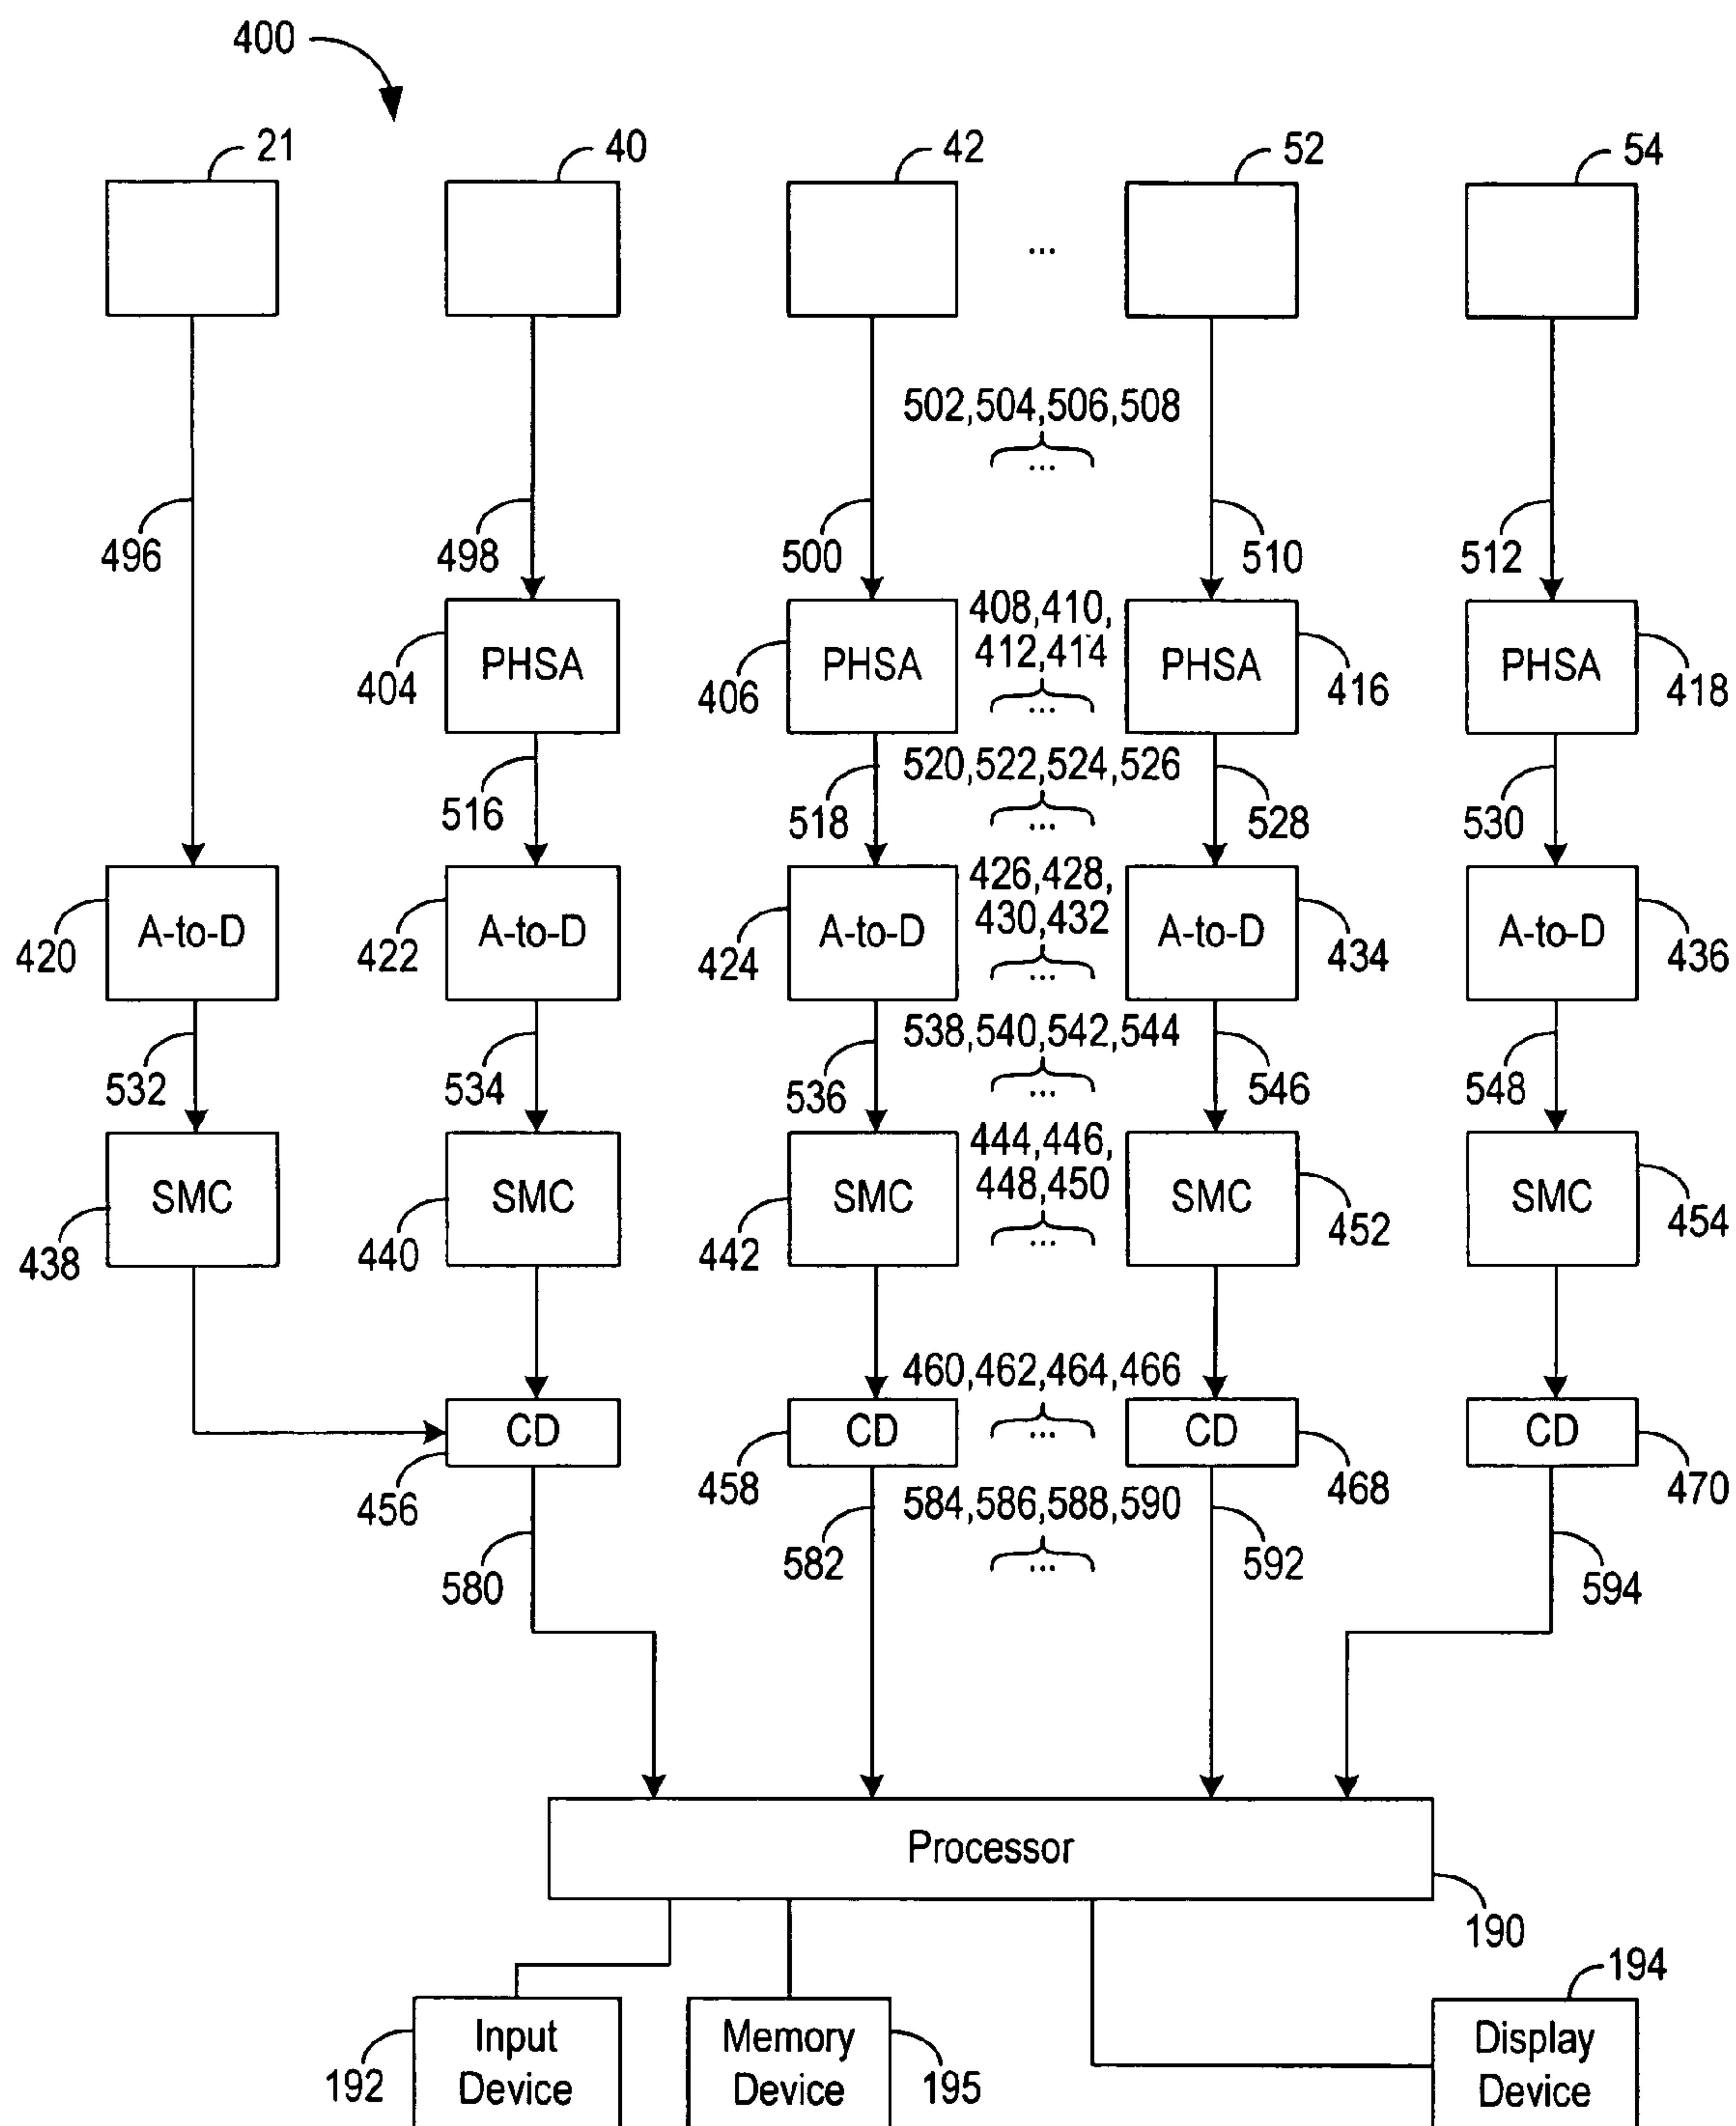 400
21
40
42
52
54
...
502,504,506,508
...
496
498
500
510
512
408,410,
412,414
...
PHSA
PHSA
PHSA
PHSA
404
406
416
418
520,522,524,526
...
516
518
528
530
426,428,
430,432
...
A-to-D
A-to-D
A-to-D
A-to-D
A-to-D
420
422
424
434
436
538,540,542,544
...
532
534
536
546
548
444,446,
448,450
...
SMC
SMC
SMC
SMC
SMC
438
440
442
452
454
460,462,464,466
...
CD
CD
CD
CD
456
458
468
470
584,586,588,590
...
580
582
592
594
Processor
190
194
Input
Device
192
Memory
Device
195
Display
Device